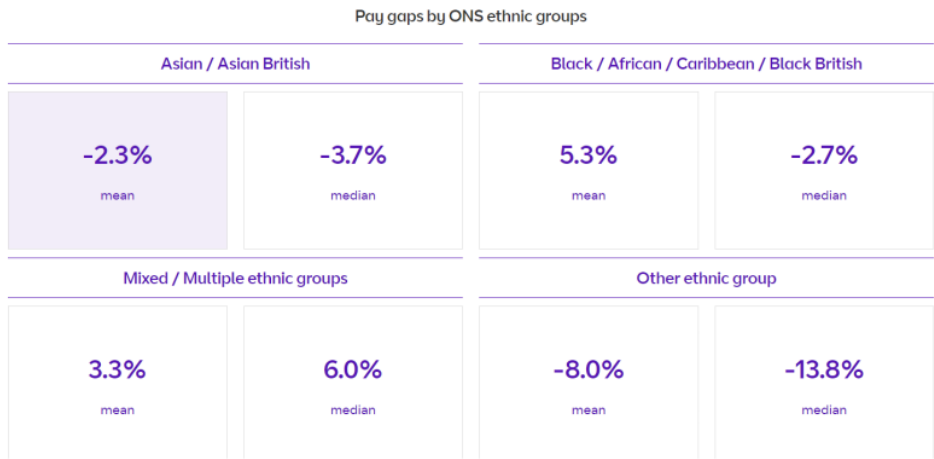 Pay gaps by ONS ethnic groups
Asian / Asian British
Black / African / Caribbean / Black British
-2.3%
-3.7%
5.3%
-2.7%
mean
median
mean
median
Mixed / Multiple ethnic groups
Other ethnic group
3.3%
6.0%
-8.0%
-13.8%
mean
median
mean
median